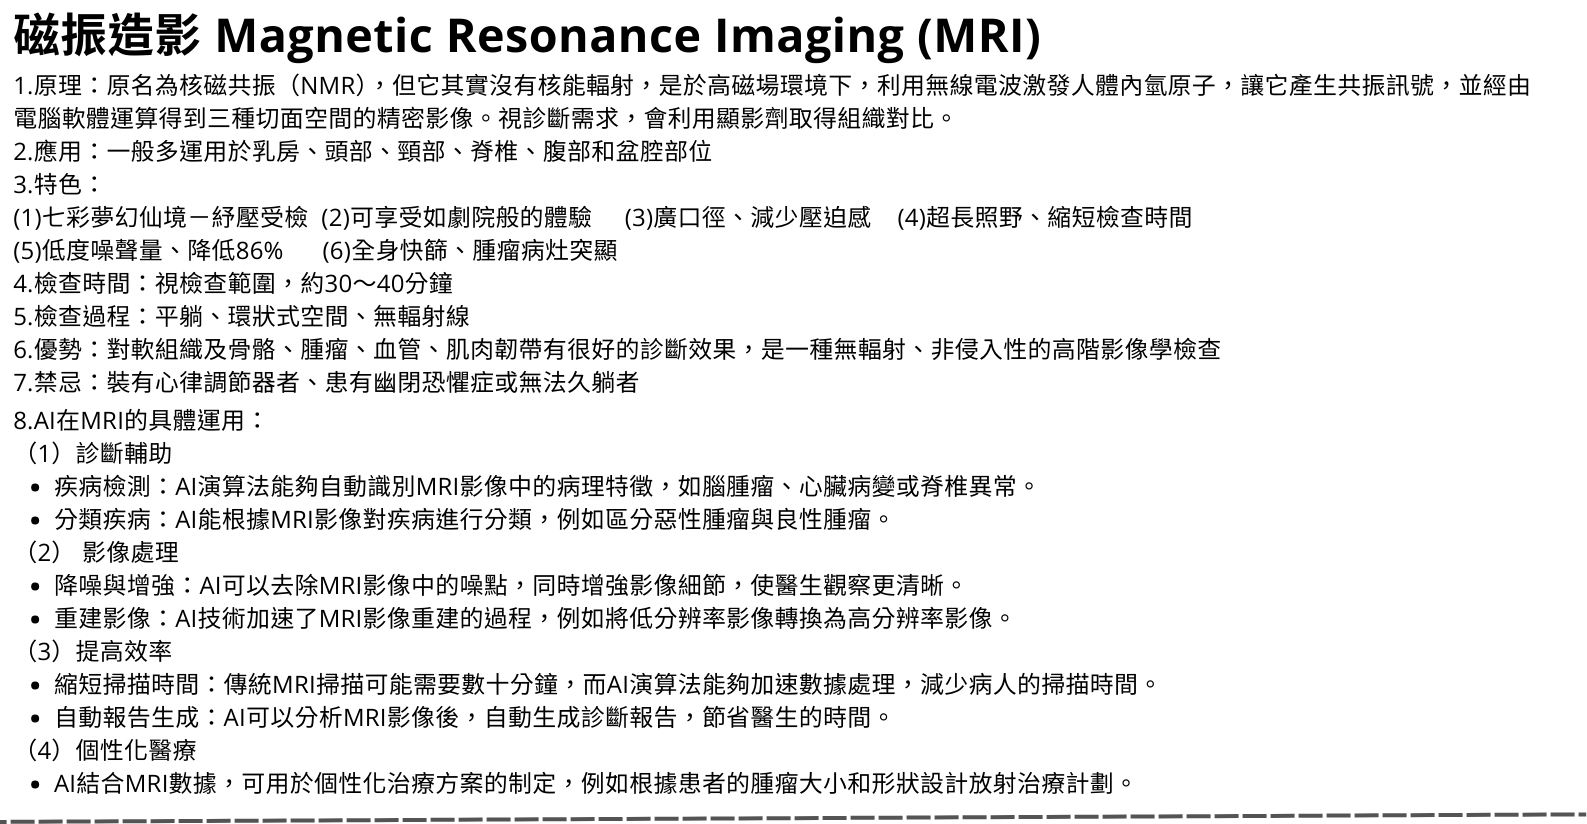 磁振造影 Magnetic Resonance Imaging (MRI)
1.原理：原名為核磁共振（NMR），但它其實沒有核能輻射，是於高磁場環境下，利用無線電波激發人體內氫原子，讓它產生共振訊號，並經由
電腦軟體運算得到三種切面空間的精密影像。視診斷需求，會利用顯影劑取得組織對比。
2.應用：一般多運用於乳房、頭部、頸部、脊椎、腹部和盆腔部位
3.特色：
(1)七彩夢幻仙境－紓壓受檢 (2)可享受如劇院般的體驗 (3)廣口徑、減少壓迫感 (4)超長照野、縮短檢查時間
(5)低度噪聲量、降低86% (6)全身快篩、腫瘤病灶突顯
4.檢查時間：視檢查範圍，約30～40分鐘
5.檢查過程：平躺、環狀式空間、無輻射線
6.優勢：對軟組織及骨骼、腫瘤、血管、肌肉韌帶有很好的診斷效果，是一種無輻射、非侵入性的高階影像學檢查
7.禁忌：裝有心律調節器者、患有幽閉恐懼症或無法久躺者
8.AI在MRI的具體運用：
（1）診斷輔助
• 疾病檢測：AI演算法能夠自動識別MRI影像中的病理特徵，如腦腫瘤、心臟病變或脊椎異常。
• 分類疾病：AI能根據MRI影像對疾病進行分類，例如區分惡性腫瘤與良性腫瘤。
（2） 影像處理
• 降噪與增強：AI可以去除MRI影像中的噪點，同時增強影像細節，使醫生觀察更清晰。
• 重建影像：AI技術加速了MRI影像重建的過程，例如將低分辨率影像轉換為高分辨率影像。
（3）提高效率
• 縮短掃描時間：傳統MRI掃描可能需要數十分鐘，而AI演算法能夠加速數據處理，減少病人的掃描時間。
• 自動報告生成：AI可以分析MRI影像後，自動生成診斷報告，節省醫生的時間。
（4）個性化醫療
• AI結合MRI數據，可用於個性化治療方案的制定，例如根據患者的腫瘤大小和形狀設計放射治療計劃。